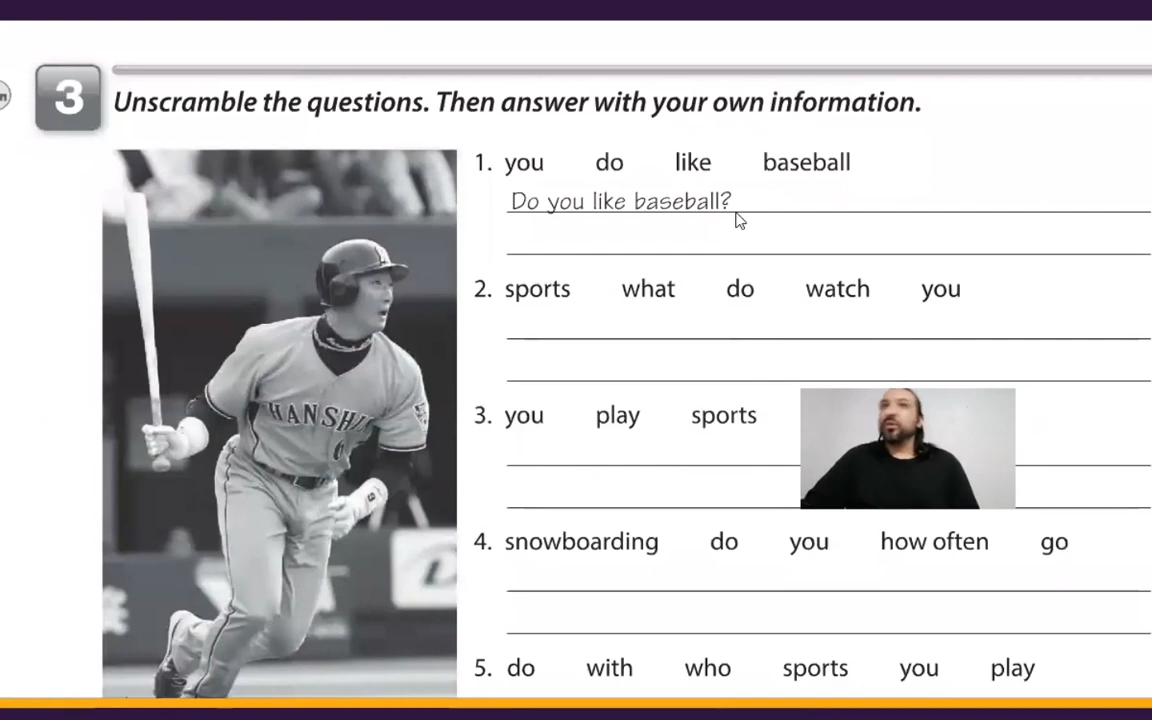 3
Unscramble the questions. Then answer with your own information.
1. you do like baseball
Do you like baseball?
2. sports what do watch you
3. you play sports
4. snowboarding do you how often go
5. do with who sports you play
HANSHI
6